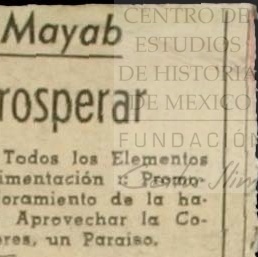 Mayab
rosperar
Todos los Elementos
imentación y Promo-
oramiento de la ha-
Aprovechar la Co-
res, un Paraíso.
CENTRO DE
ESTUDIOS
DE HISTORIA
DE MEXICO
FUNDACIÓN